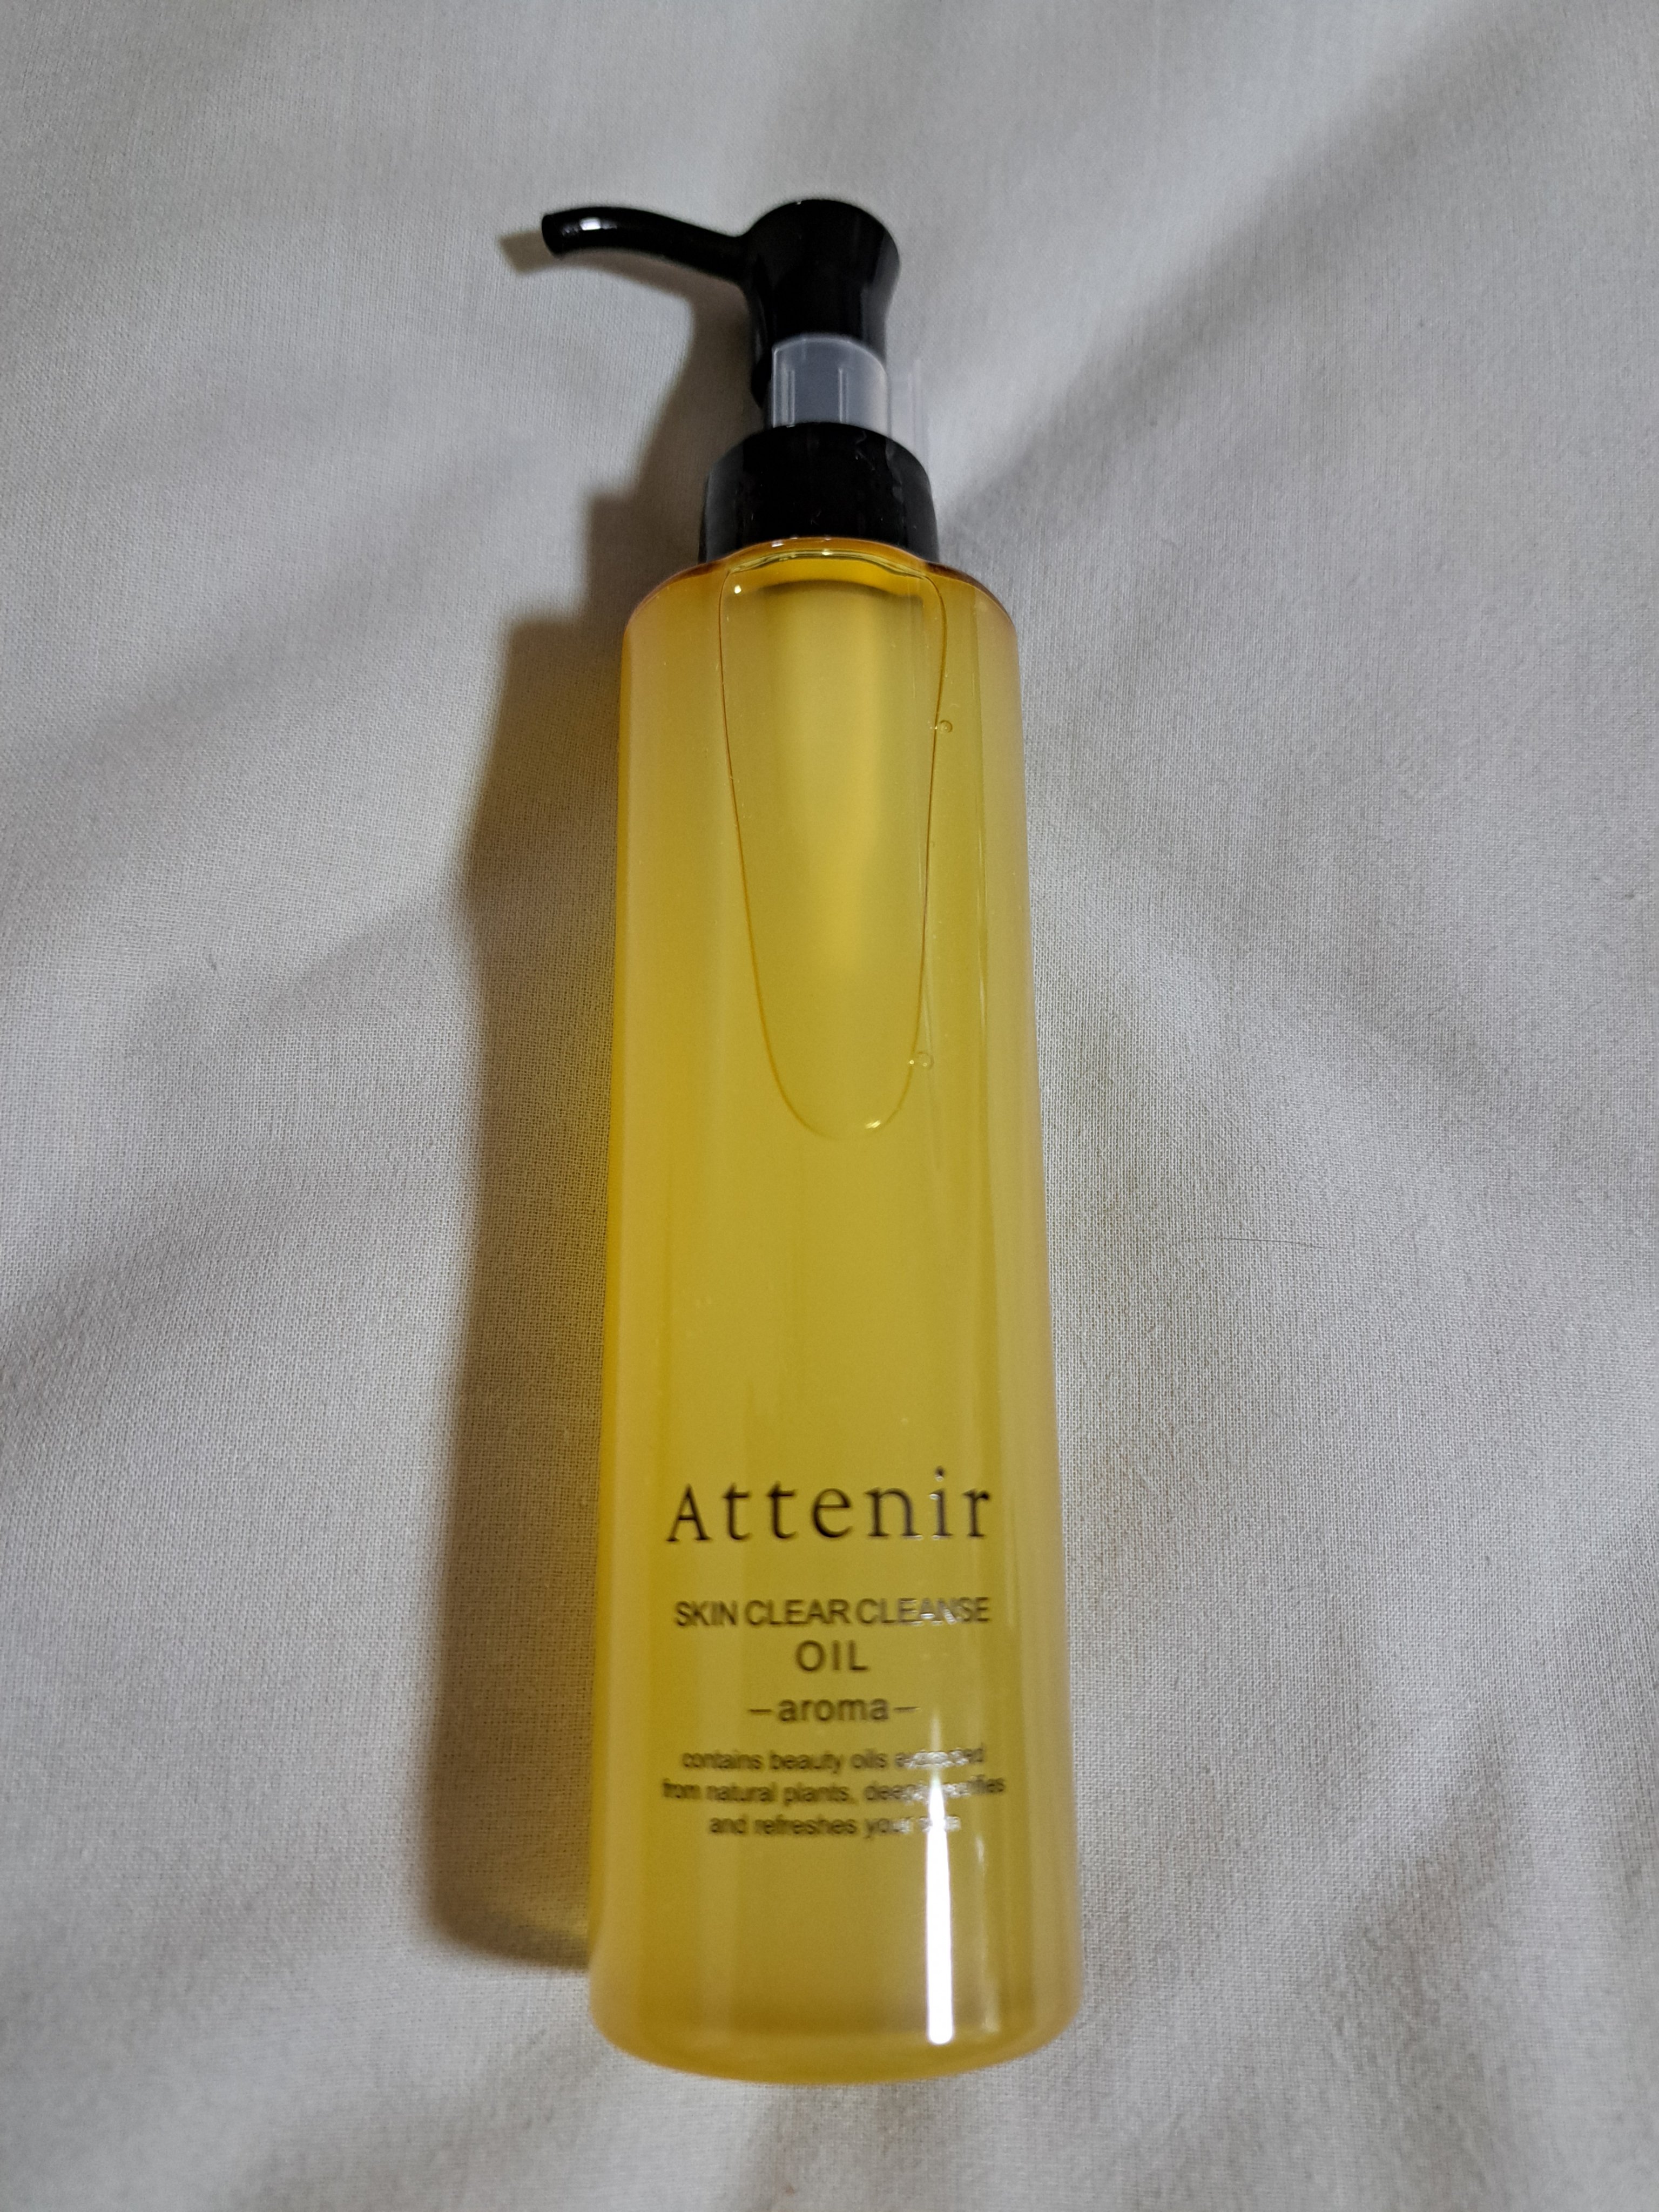 Attenir
SKIN CLEAR CLEANSE
OIL
—aroma—
contains beauty oils
from natural plants,
and refreshes your